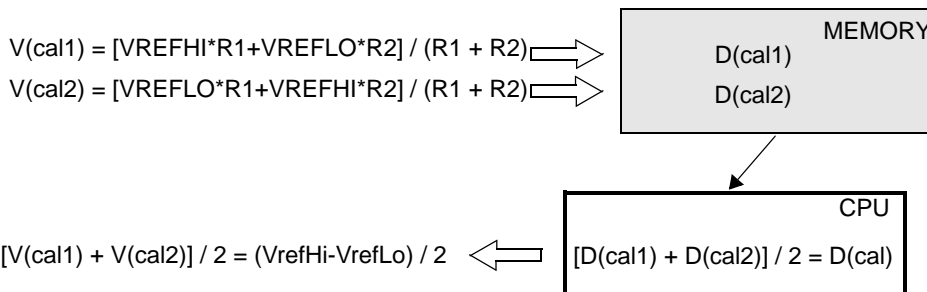 MEMORY
V(cal1) = [VREFHI*R1+VREFLO*R2] / (R1 + R2)
D(cal1)
V(cal2) = [VREFLO*R1+VREFHI*R2] / (R1 + R2)
D(cal2)
CPU
[V(cal1) + V(cal2)] / 2 = (VrefHi-VrefLo) / 2
[D(cal1) + D(cal2)] / 2 = D(cal)